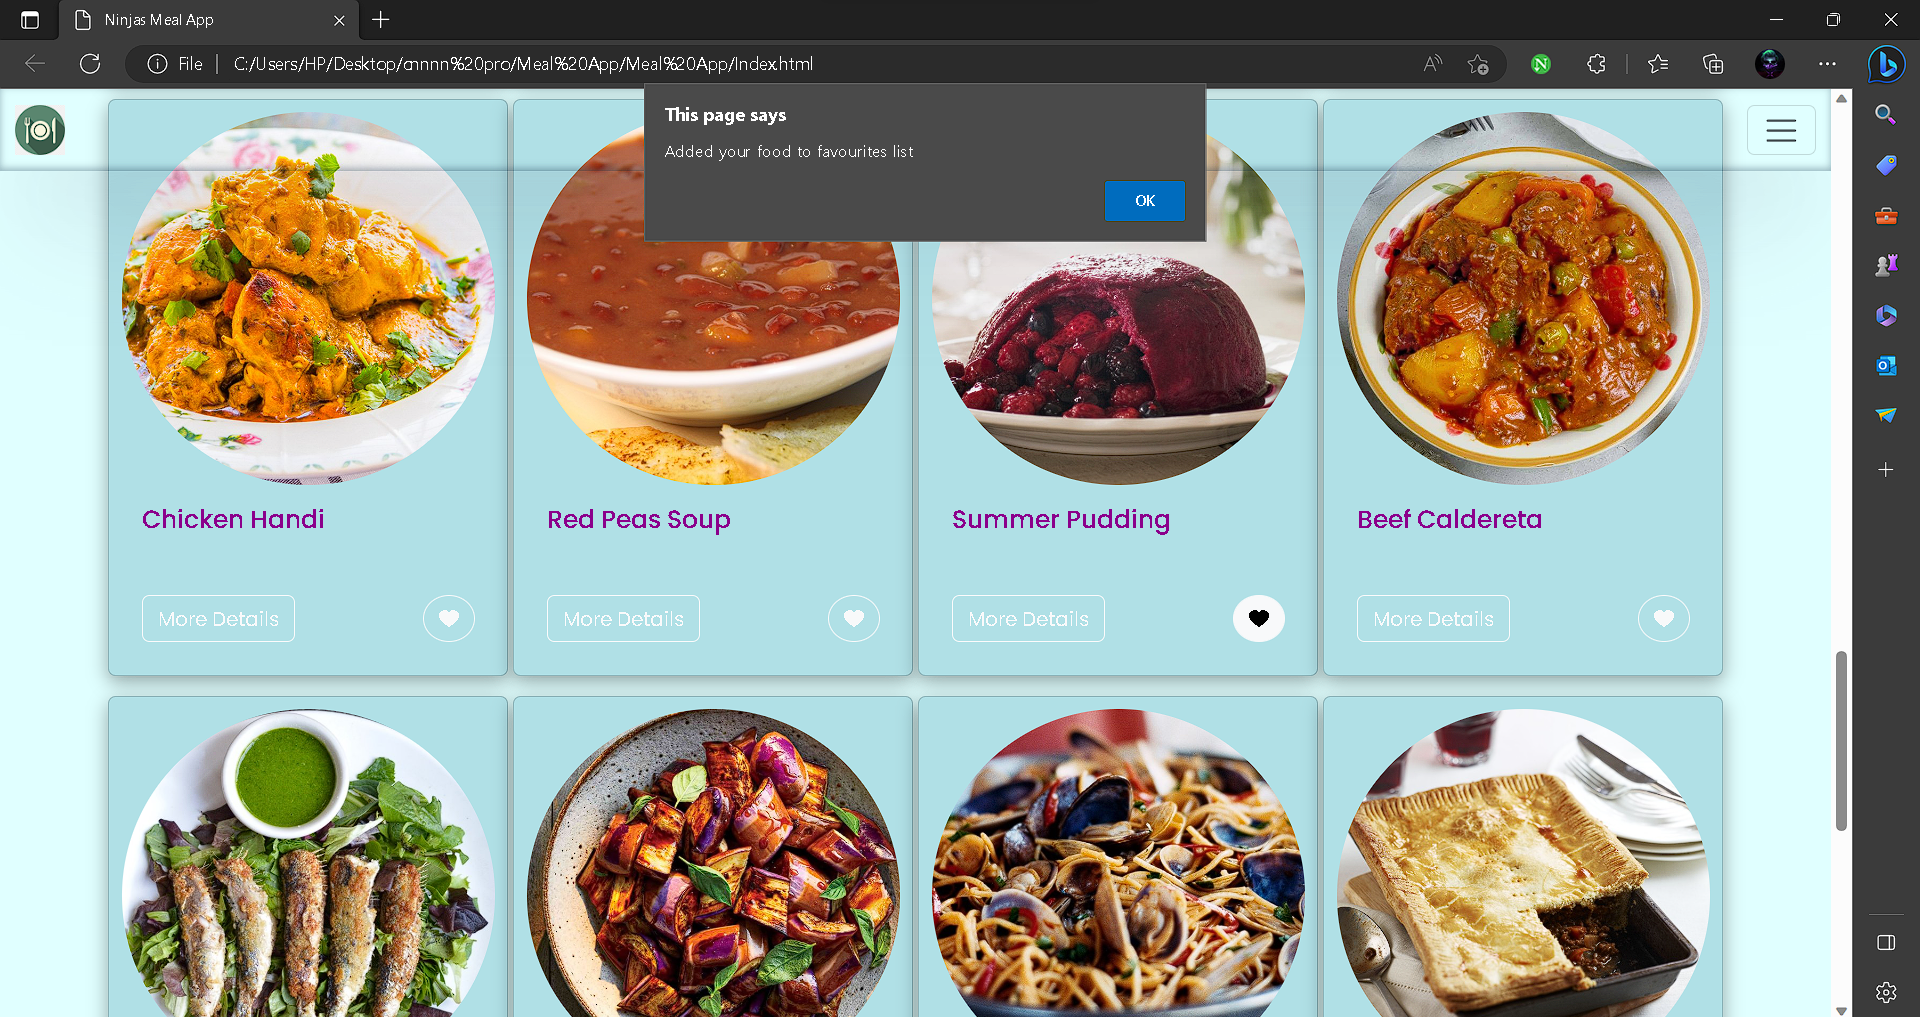 Ninjas Meal App
File
C:/Users/HP/Desktop/cnnnn%20pro/Meal%20App/Meal%20App/Index.html
This page says
Added your food to favourites list
OK
Chicken Handi
Red Peas Soup
Summer Pudding
Beef Caldereta
More Details
More Details
More Details
More Details